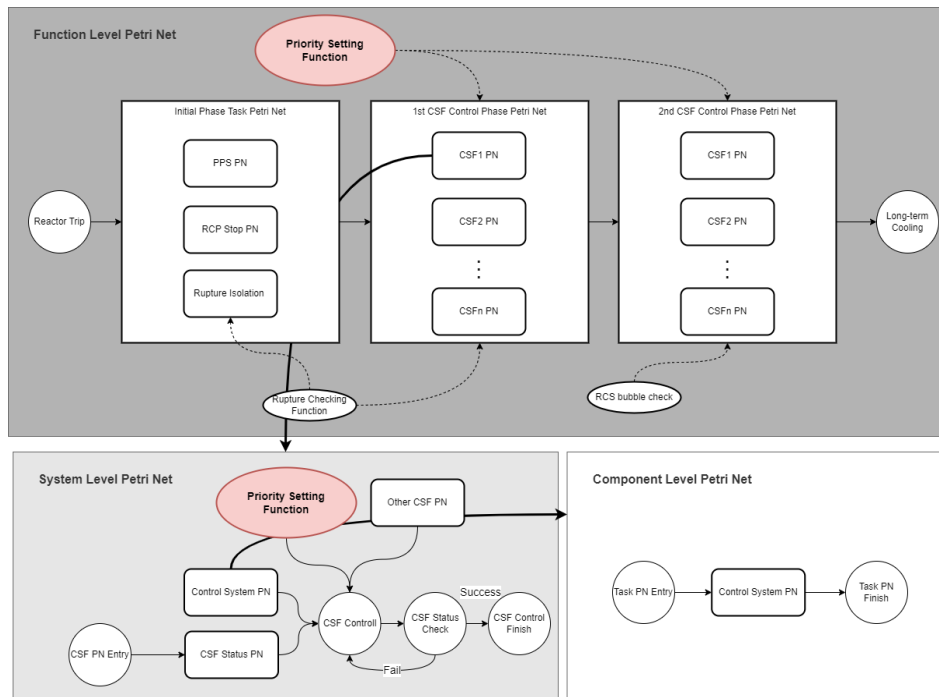 Function Level Petri Net
Priority Setting
Function
Initial Phase Task Petri Net
1st CSF Control Phase Petri Net
2nd CSF Control Phase Petri Net
PPS PN
CSF1 PN
CSF1 PN
Reactor Trip
RCP Stop PN
CSF2 PN
CSF2 PN
Long-term
Cooling
Rupture Isolation
CSFn PN
CSFn PN
Rupture Checking
Function
RCS bubble check
System Level Petri Net
Priority Setting
Function
Other CSF PN
Control System PN
CSF PN Entry
CSF Status PN
CSF Controll
CSF Status
Check
Success
CSF Control
Finish
Fail
Component Level Petri Net
Task PN Entry
Control System PN
Task PN
Finish